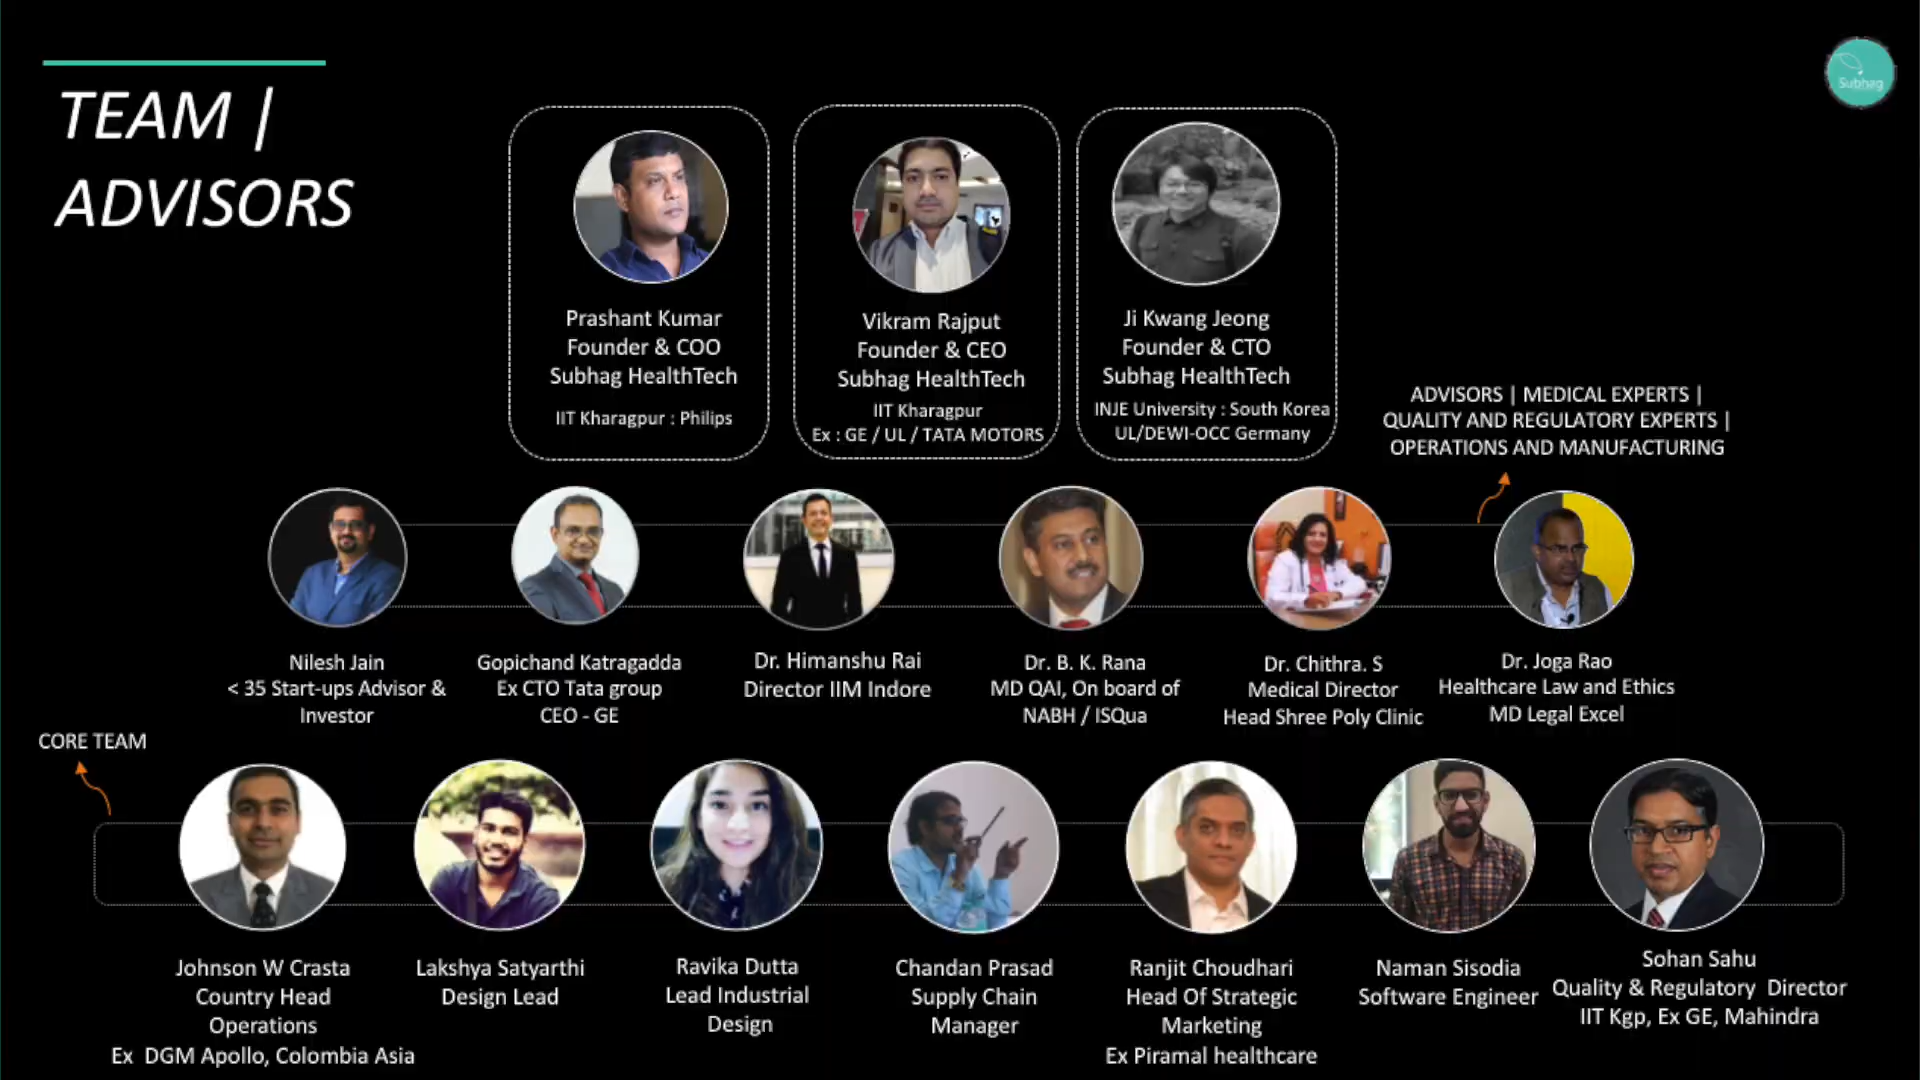 TEAM |
ADVISORS
Subhag
Prashant Kumar
Founder & COO
Subhag HealthTech
IIT Kharagpur : Philips
Vikram Rajput
Founder & CEO
Subhag HealthTech
IIT Kharagpur
Ex : GE / UL / TATA MOTORS
Ji Kwang Jeong
Founder & CTO
Subhag HealthTech
INJE University : South Korea
UL/DEWI-OCC Germany
ADVISORS | MEDICAL EXPERTS |
QUALITY AND REGULATORY EXPERTS |
OPERATIONS AND MANUFACTURING
Nilesh Jain
< 35 Start-ups Advisor &
Investor
Gopichand Katragadda
Ex CTO Tata group
CEO - GE
Dr. Himanshu Rai
Director IIM Indore
Dr. B. K. Rana
MD QAI, On board of
NABH / ISQua
Dr. Chithra. S
Medical Director
Head Shree Poly Clinic
Dr. Joga Rao
Healthcare Law and Ethics
MD Legal Excel
CORE TEAM
Johnson W Crasta
Country Head
Operations
Ex DGM Apollo, Colombia Asia
Lakshya Satyarthi
Design Lead
Ravika Dutta
Lead Industrial
Design
Chandan Prasad
Supply Chain
Manager
Ranjit Choudhari
Head Of Strategic
Marketing
Ex Piramal healthcare
Naman Sisodia
Software Engineer
Sohan Sahu
Quality & Regulatory Director
IIT Kgp, Ex GE, Mahindra